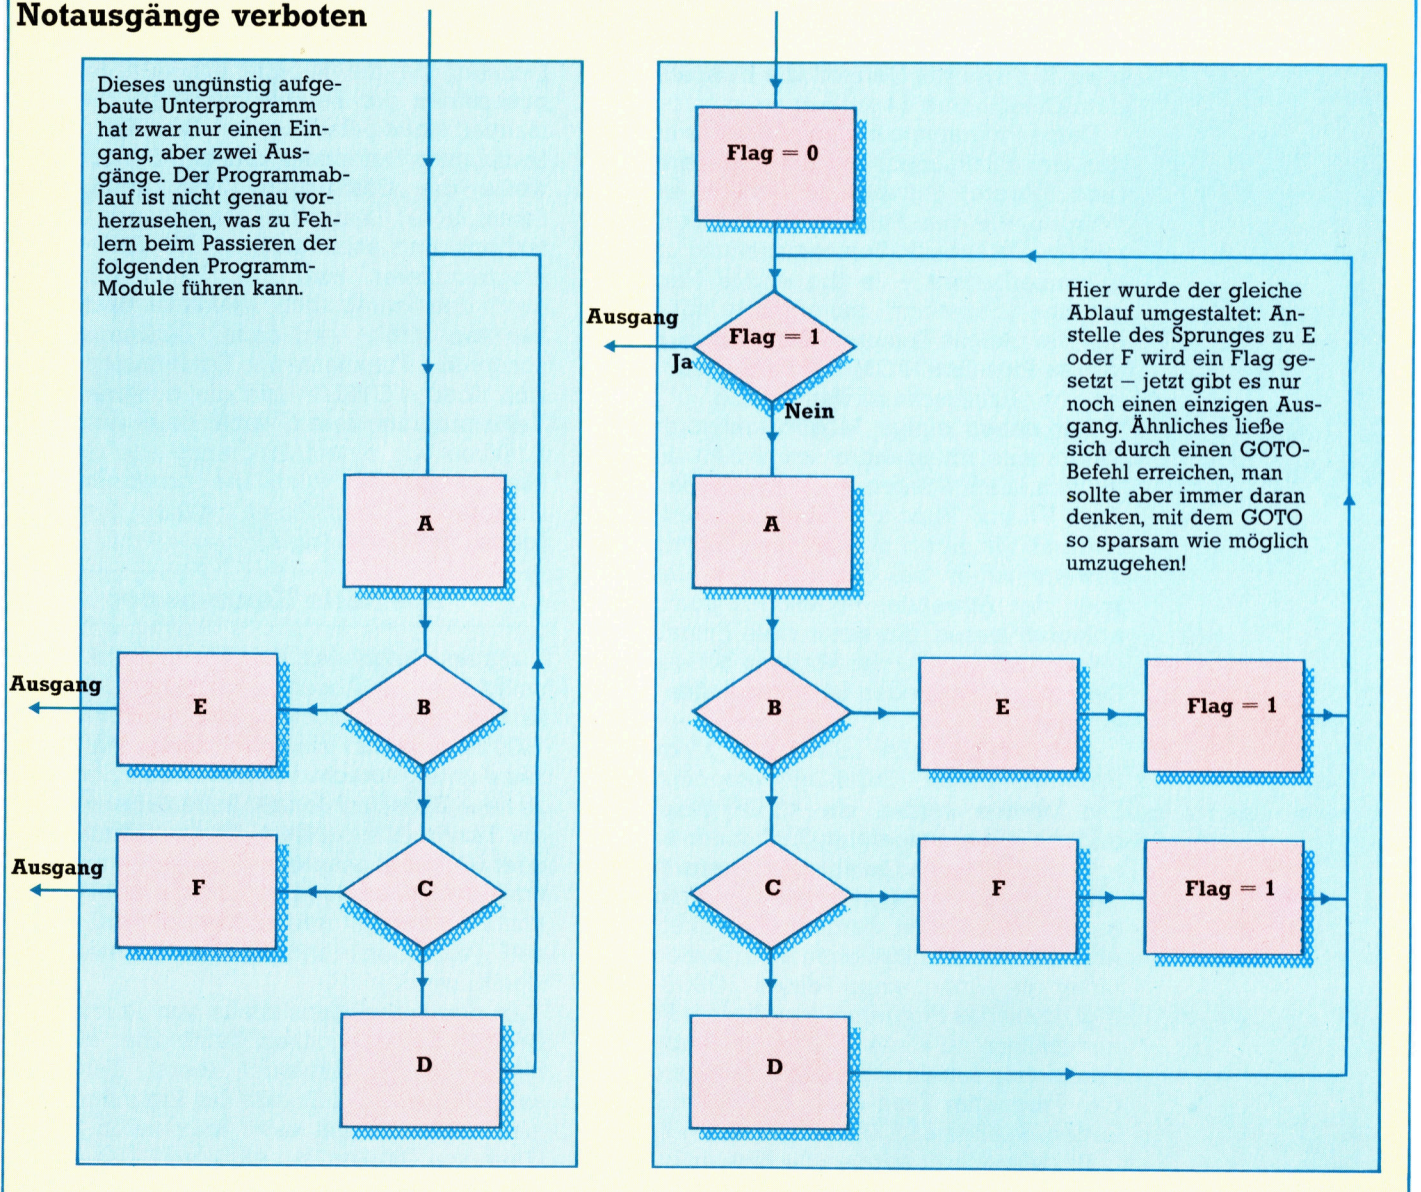 Notausgänge verboten
Dieses ungünstig aufge-
baute Unterprogramm
hat zwar nur einen Ein-
gang, aber zwei Aus-
gänge. Der Programmab-
lauf ist nicht genau vor-
herzusehen, was zu Feh-
lern beim Passieren der
folgenden Programm-
Module führen kann.
A
B
E
Ausgang
C
F
Ausgang
D
Flag = 0
Flag = 1
Ausgang
Ja
Nein
A
B
E
Flag = 1
C
F
Flag = 1
D
Hier wurde der gleiche
Ablauf umgestaltet: An-
stelle des Sprunges zu E
oder F wird ein Flag ge-
setzt – jetzt gibt es nur
noch einen einzigen Aus-
gang. Ähnliches ließe
sich durch einen GOTO-
Befehl erreichen, man
sollte aber immer daran
denken, mit dem GOTO
so sparsam wie möglich
umzugehen!